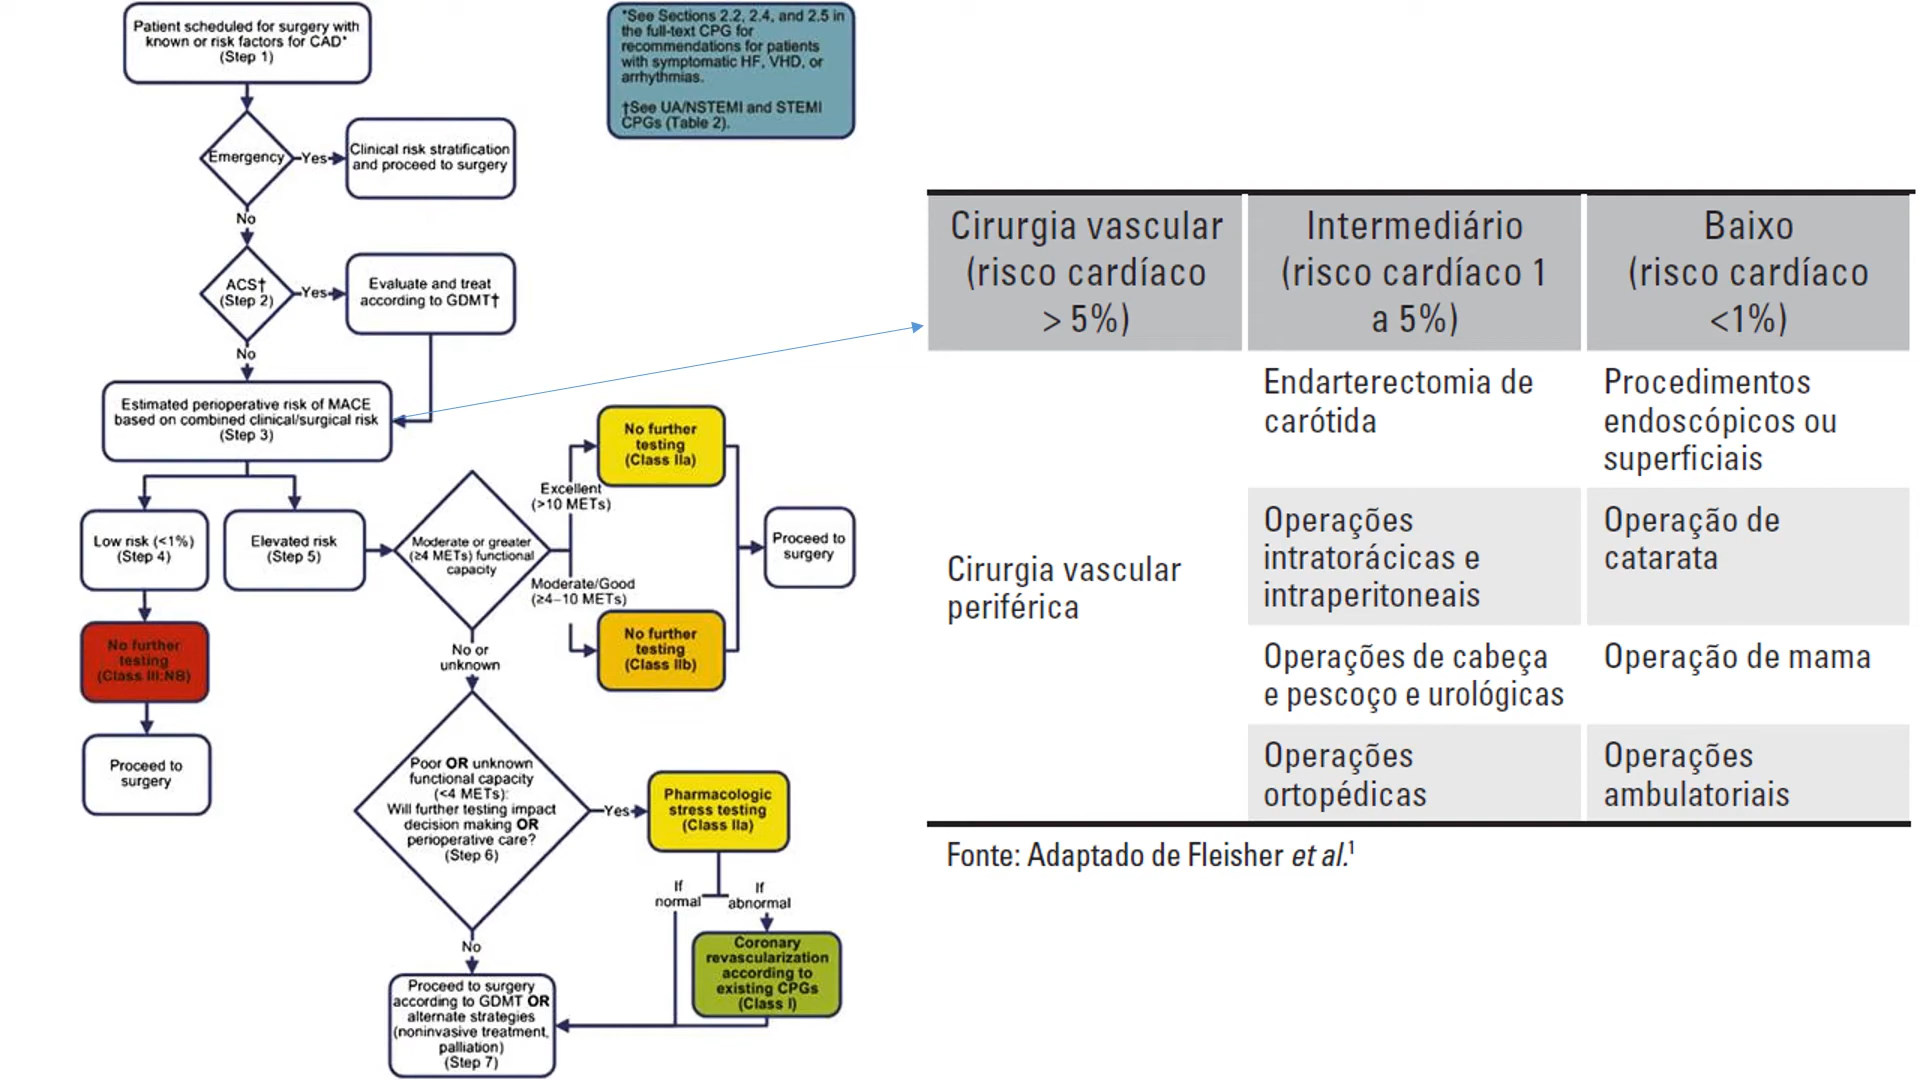 Patient scheduled for surgery with
known or risk factors for CAD*
(Step 1)
*See Sections 2.2, 2.4, and 2.5 in
the full-text CPG for
recommendations for patients
with symptomatic HF, VHD, or
arrhythmias.
†See UA/NSTEMI and STEMI
CPGs (Table 2).
Emergency
Yes
Clinical risk stratification
and proceed to surgery
No
ACS†
(Step 2)
Yes
Evaluate and treat
according to GDMT†
No
Estimated perioperative risk of MACE
based on combined clinical/surgical risk
(Step 3)
Low risk (<1%)
(Step 4)
Elevated risk
(Step 5)
No further
testing
(Class III:NB)
Proceed to
surgery
Moderate or greater
(≥4 METs) functional
capacity
Excellent
(>10 METs)
No further
testing
(Class IIa)
Moderate/Good
(≥4–10 METs)
No further
testing
(Class IIb)
Proceed to
surgery
No or
unknown
Poor OR unknown
functional capacity
(<4 METs):
Will further testing impact
decision making OR
perioperative care?
(Step 6)
Yes
Pharmacologic
stress testing
(Class IIa)
If
normal
If
abnormal
Coronary
revascularization
according to
existing CPGs
(Class I)
No
Proceed to surgery
according to GDMT OR
alternate strategies
(noninvasive treatment,
palliation)
(Step 7)
Cirurgia vascular
(risco cardíaco
> 5%)
Intermediário
(risco cardíaco 1
a 5%)
Baixo
(risco cardíaco
<1%)
Cirurgia vascular
periférica
Endarterectomia de
carótida
Procedimentos
endoscópicos ou
superficiais
Operações
intratorácicas e
intraperitoneais
Operação de
catarata
Operações de cabeça
e pescoço e urológicas
Operação de mama
Operações
ortopédicas
Operações
ambulatoriais
Fonte: Adaptado de Fleisher et al.¹